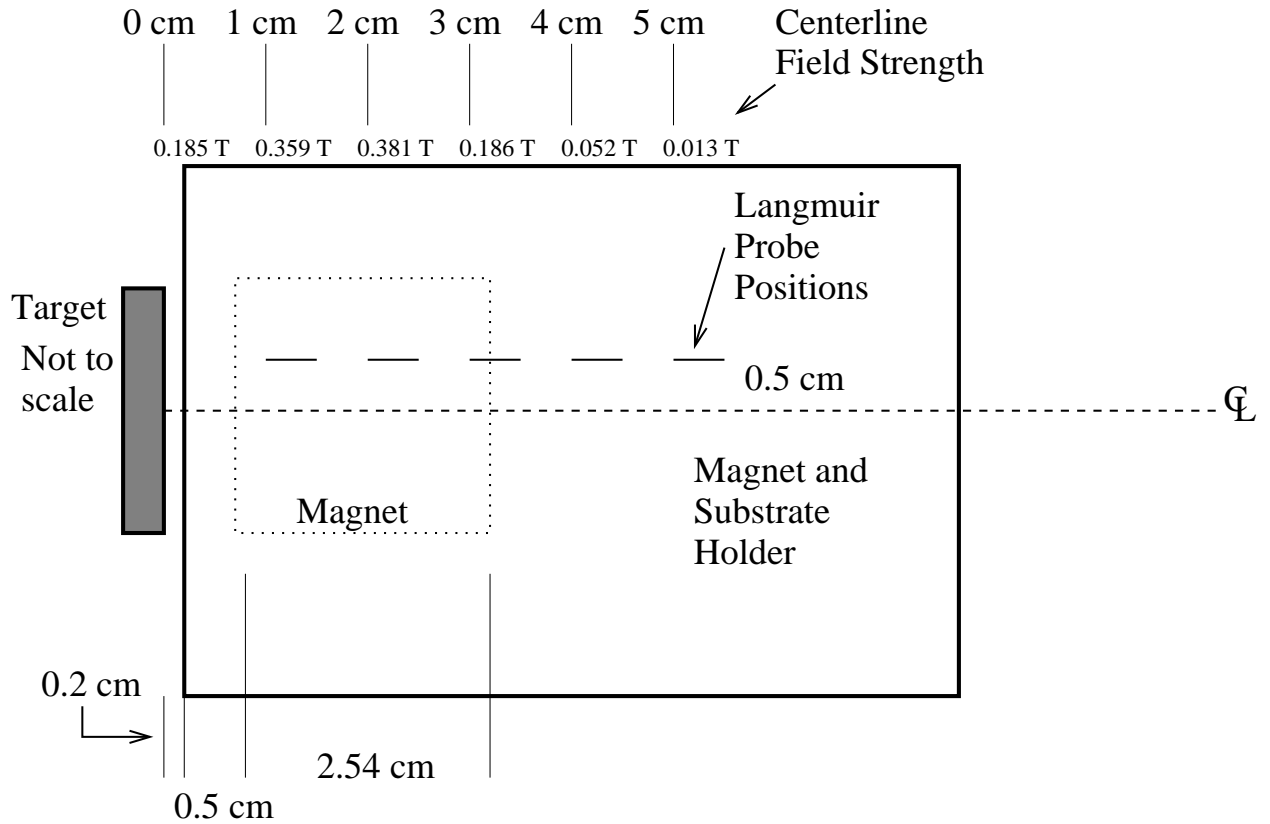 0 cm 1 cm 2 cm 3 cm 4 cm 5 cm
Centerline
Field Strength
0.185 T 0.359 T 0.381 T 0.186 T 0.052 T 0.013 T
Langmuir
Probe
Positions
Target
Not to
scale
0.5 cm
℄
Magnet
Magnet and
Substrate
Holder
0.2 cm
2.54 cm
0.5 cm